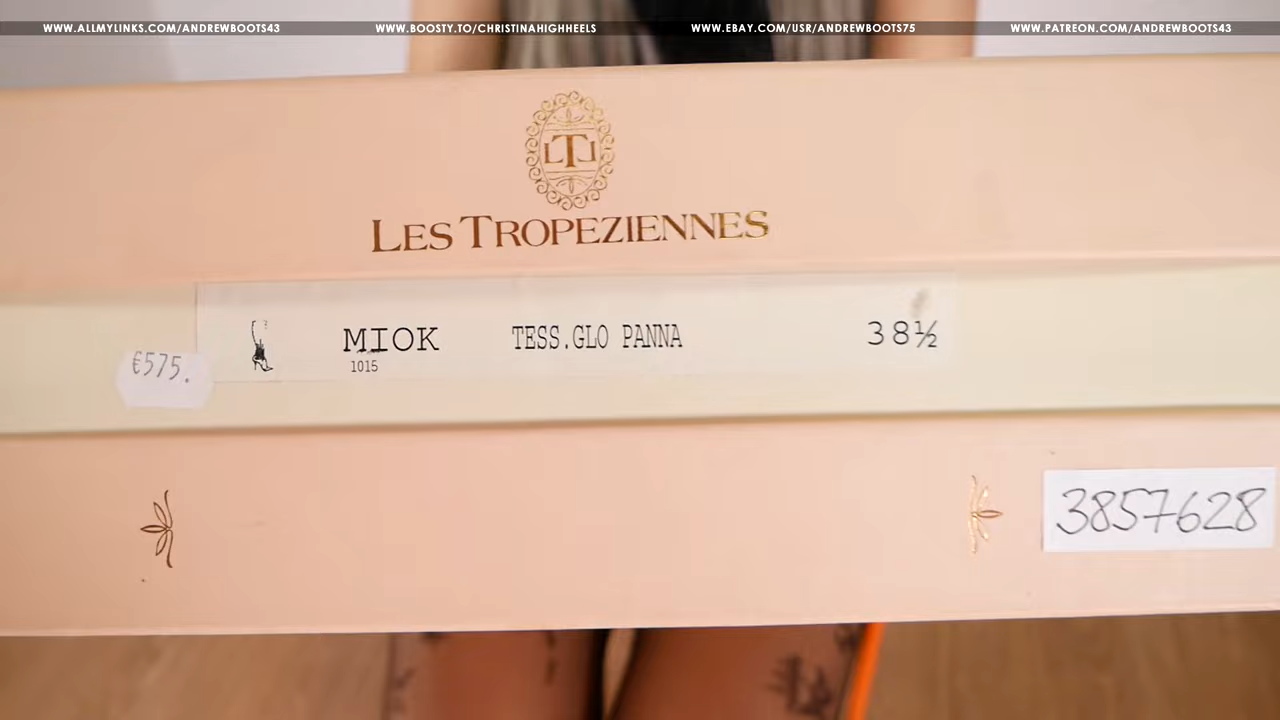 WWW.ALLMYLINKS.COM/ANDREWBOOTS43 WWW.BOOSTY.TO/CHRISTINAHIGHHEELS WWW.EBAY.COM/USR/ANDREWBOOTS75 WWW.PATREON.COM/ANDREWBOOTS43
LTL
LES TROPEZIENNES
MIOK TESS.GLO PANNA 38½
1015
€575.
3857628